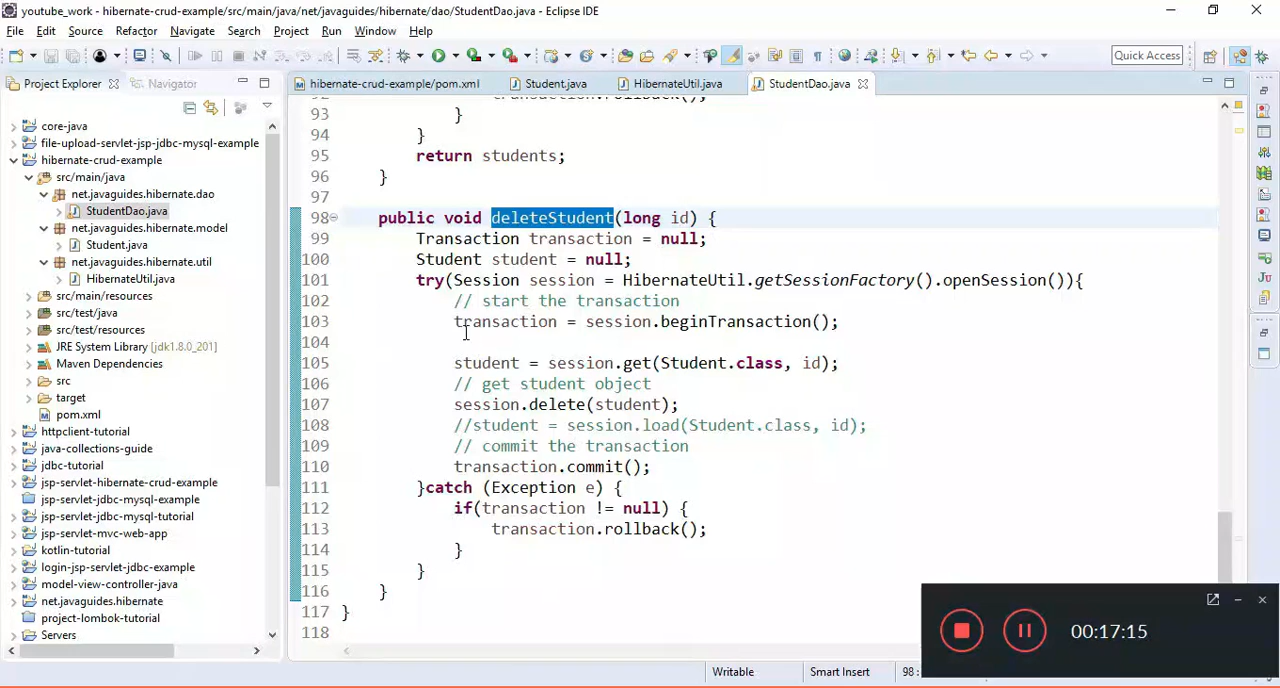 youtube_work - hibernate-crud-example/src/main/java/net/javaguides/hibernate/dao/StudentDao.java - Eclipse IDE
File Edit Source Refactor Navigate Search Project Run Window Help
Quick Access
Project Explorer Navigator
hibernate-crud-example/pom.xml Student.java HibernateUtil.java StudentDao.java
core-java
file-upload-servlet-jsp-jdbc-mysql-example
hibernate-crud-example
src/main/java
net.javaguides.hibernate.dao
StudentDao.java
net.javaguides.hibernate.model
Student.java
net.javaguides.hibernate.util
HibernateUtil.java
src/main/resources
src/test/java
src/test/resources
JRE System Library [jdk1.8.0_201]
Maven Dependencies
src
target
pom.xml
httpclient-tutorial
java-collections-guide
jdbc-tutorial
jsp-servlet-hibernate-crud-example
jsp-servlet-jdbc-mysql-example
jsp-servlet-jdbc-mysql-tutorial
jsp-servlet-mvc-web-app
kotlin-tutorial
login-jsp-servlet-jdbc-example
model-view-controller-java
net.javaguides.hibernate
project-lombok-tutorial
Servers
93 }
94 }
95 return students;
96 }
97
98 public void deleteStudent(long id) {
99 Transaction transaction = null;
100 Student student = null;
101 try(Session session = HibernateUtil.getSessionFactory().openSession()){
102 // start the transaction
103 transaction = session.beginTransaction();
104
105 student = session.get(Student.class, id);
106 // get student object
107 session.delete(student);
108 //student = session.load(Student.class, id);
109 // commit the transaction
110 transaction.commit();
111 }catch (Exception e) {
112 if(transaction != null) {
113 transaction.rollback();
114 }
115 }
116 }
117 }
118
Writable Smart Insert 98 :
00:17:15